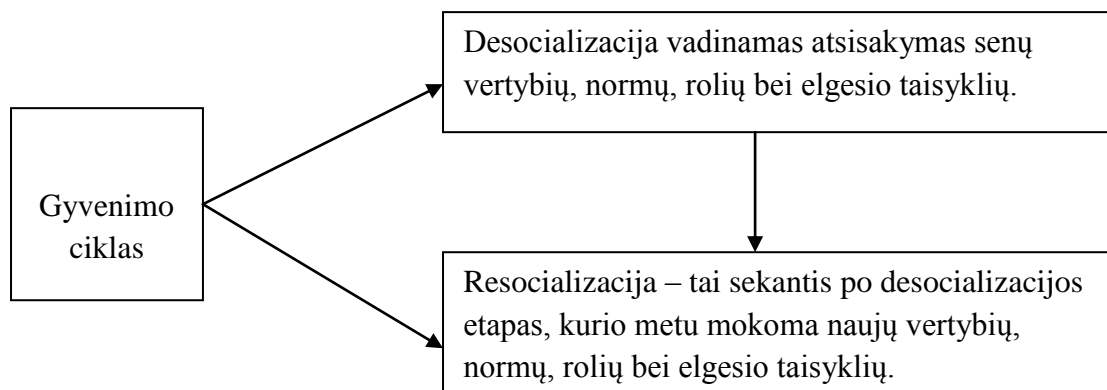 Desocializacija vadinamas atsisakymas senų
vertybių, normų, rolių bei elgesio taisyklių.
Gyvenimo
ciklas
Resocializacija – tai sekantis po desocializacijos
etapas, kurio metu mokoma naujų vertybių,
normų, rolių bei elgesio taisyklių.